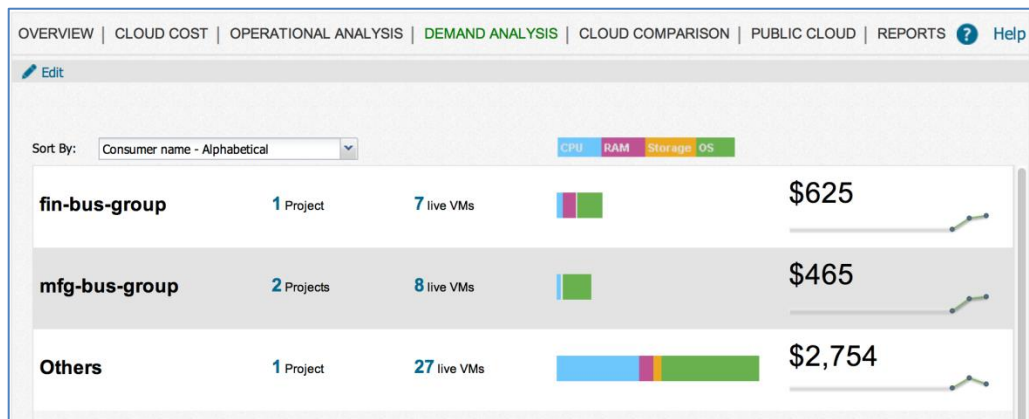 OVERVIEW | CLOUD COST | OPERATIONAL ANALYSIS | DEMAND ANALYSIS | CLOUD COMPARISON | PUBLIC CLOUD | REPORTS ? Help
Edit
Sort By: Consumer name - Alphabetical CPU RAM Storage OS
fin-bus-group 1 Project 7 live VMs $625
mfg-bus-group 2 Projects 8 live VMs $465
Others 1 Project 27 live VMs $2,754